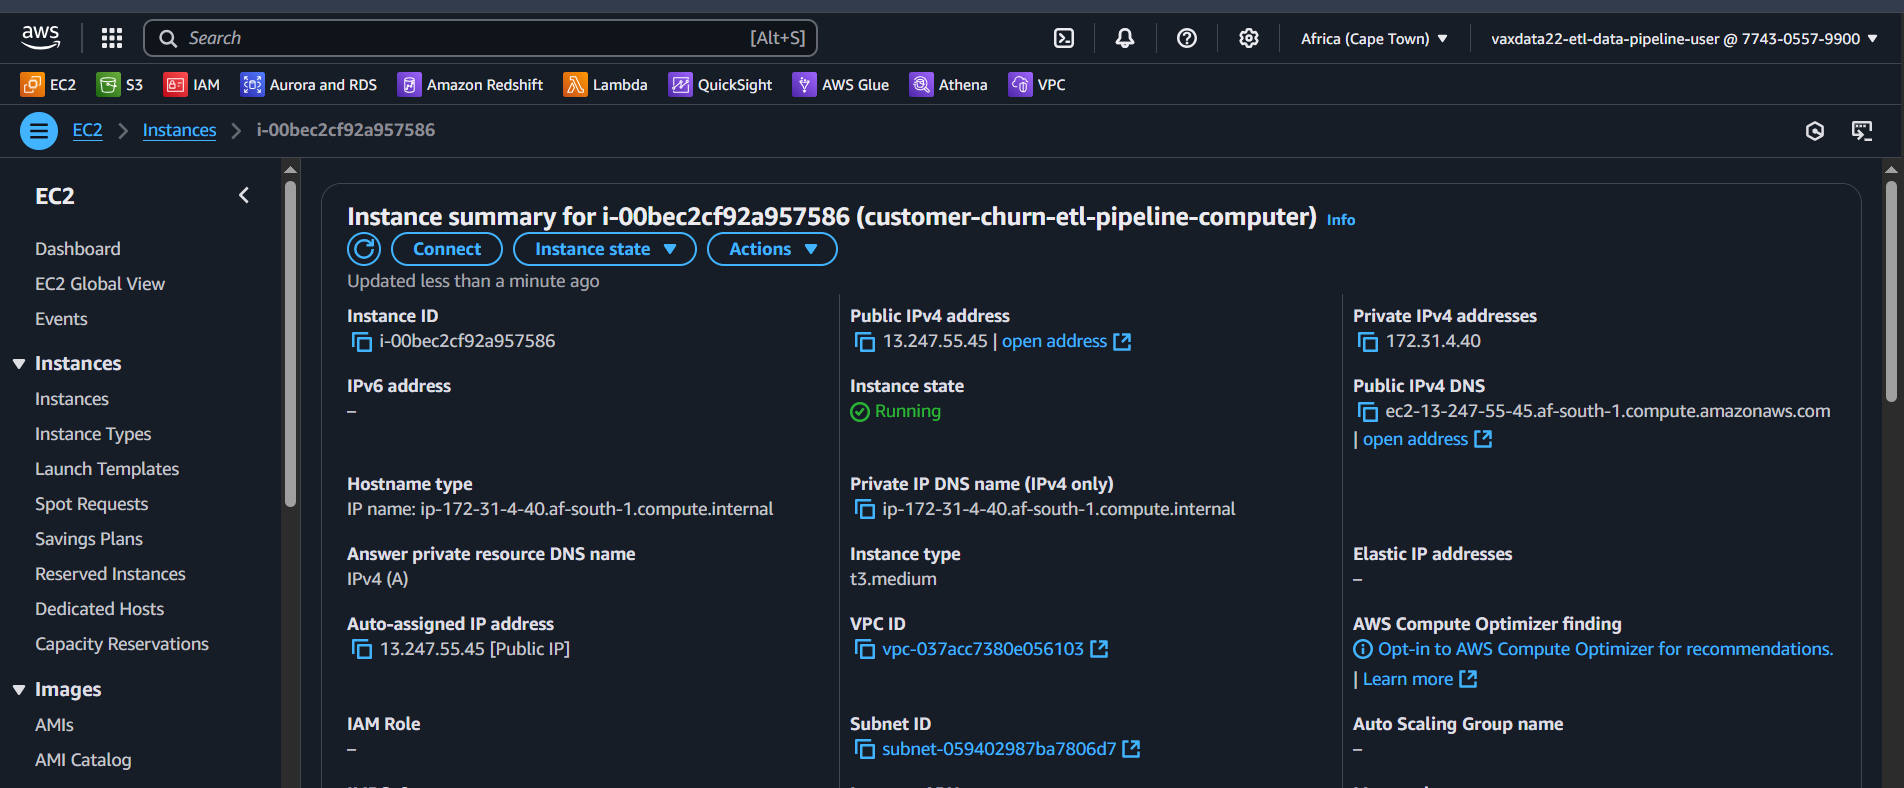 aws
Search [Alt+S]
Africa (Cape Town) vaxdata22-etl-data-pipeline-user @ 7743-0557-9900
EC2 S3 IAM Aurora and RDS Amazon Redshift Lambda QuickSight AWS Glue Athena VPC
EC2 Instances i-00bec2cf92a957586
EC2
Dashboard
EC2 Global View
Events
Instances
Instances
Instance Types
Launch Templates
Spot Requests
Savings Plans
Reserved Instances
Dedicated Hosts
Capacity Reservations
Images
AMIs
AMI Catalog
Instance summary for i-00bec2cf92a957586 (customer-churn-etl-pipeline-computer) Info
Connect Instance state Actions
Updated less than a minute ago
Instance ID
i-00bec2cf92a957586
Public IPv4 address
13.247.55.45 | open address
Private IPv4 addresses
172.31.4.40
IPv6 address
–
Instance state
Running
Public IPv4 DNS
ec2-13-247-55-45.af-south-1.compute.amazonaws.com
| open address
Hostname type
IP name: ip-172-31-4-40.af-south-1.compute.internal
Private IP DNS name (IPv4 only)
ip-172-31-4-40.af-south-1.compute.internal
Answer private resource DNS name
IPv4 (A)
Instance type
t3.medium
Elastic IP addresses
–
Auto-assigned IP address
13.247.55.45 [Public IP]
VPC ID
vpc-037acc7380e056103
AWS Compute Optimizer finding
Opt-in to AWS Compute Optimizer for recommendations.
| Learn more
IAM Role
–
Subnet ID
subnet-059402987ba7806d7
Auto Scaling Group name
–